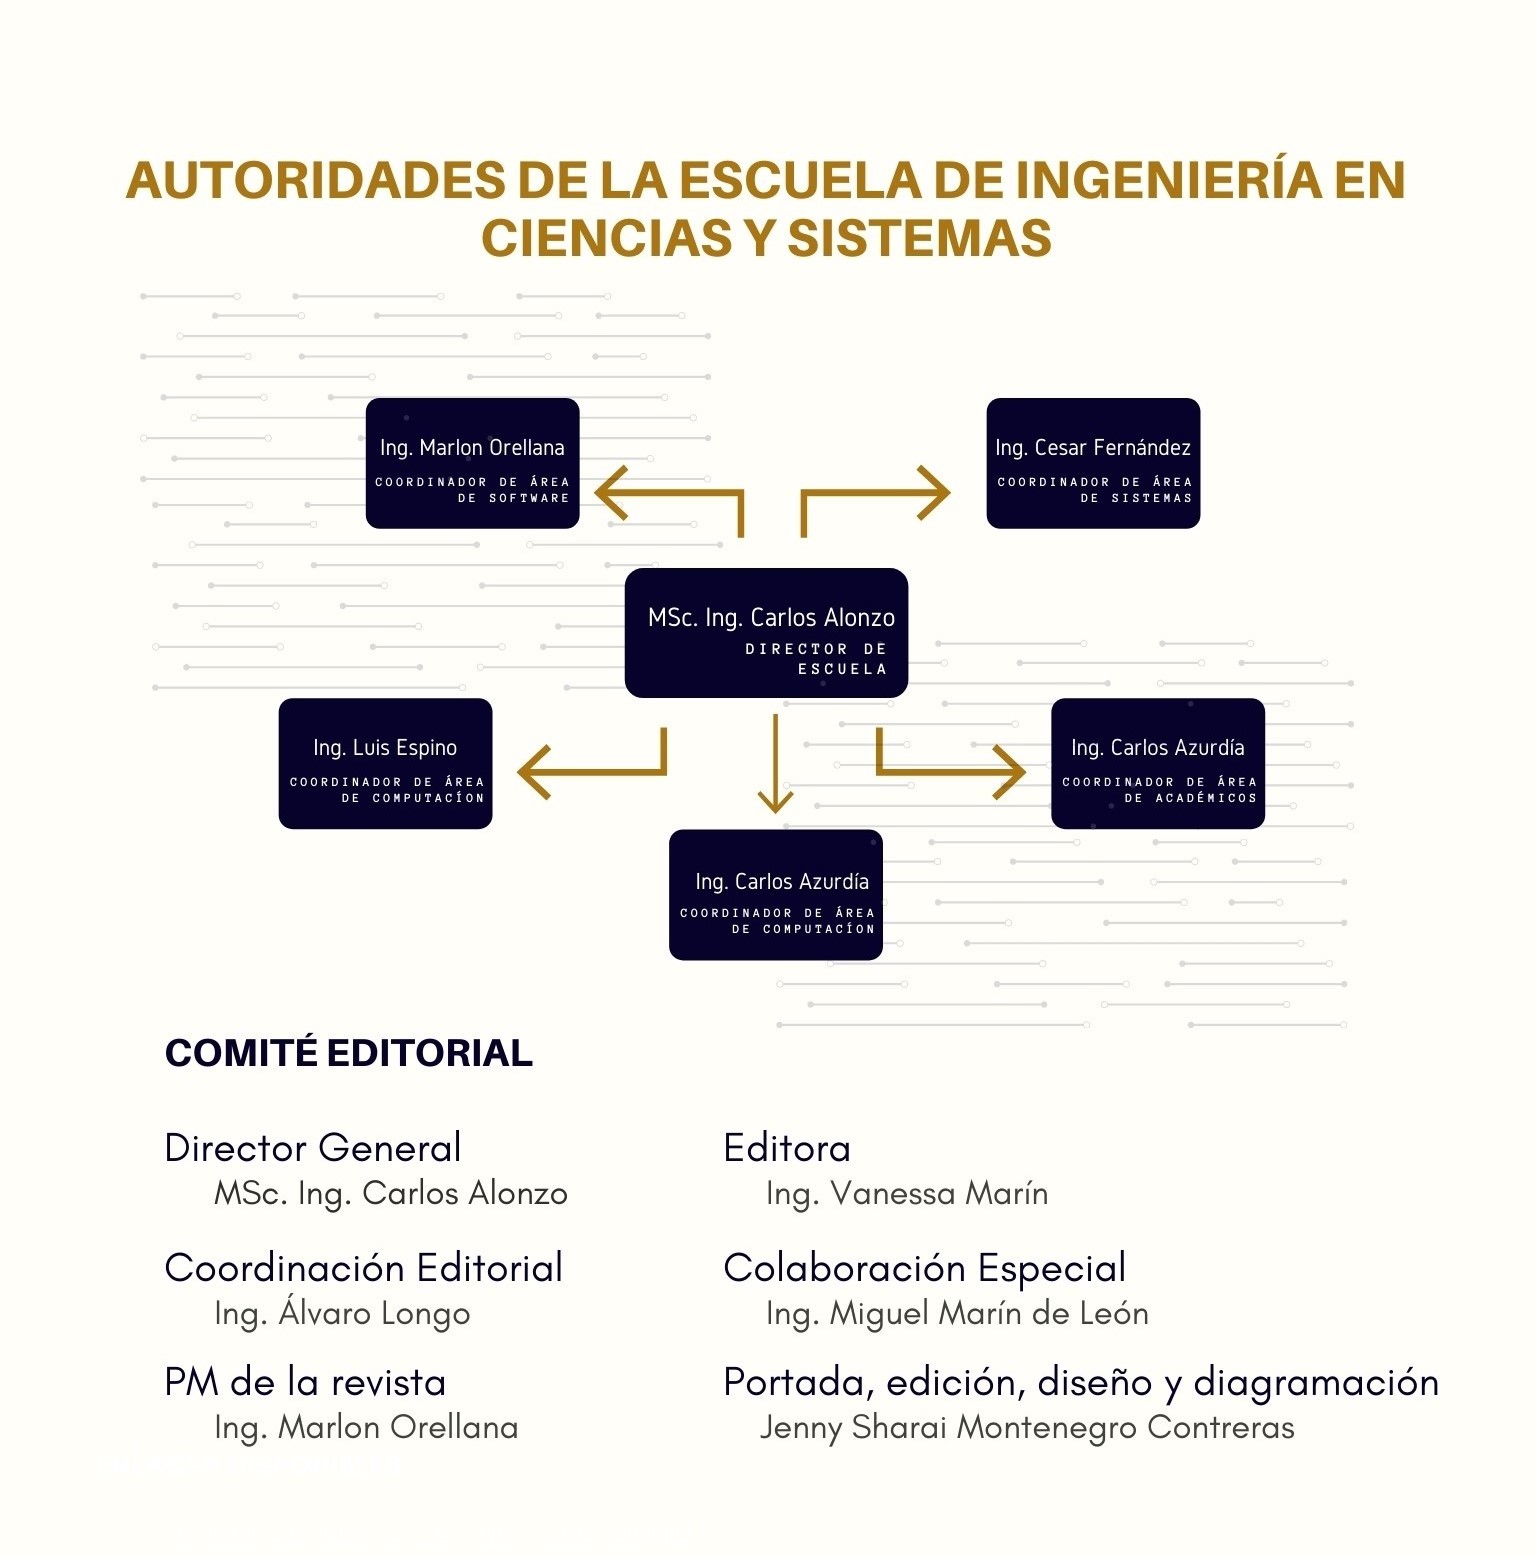 AUTORIDADES DE LA ESCUELA DE INGENIERÍA EN
CIENCIAS Y SISTEMAS
Ing. Marlon Orellana
COORDINADOR DE ÁREA
DE SOFTWARE
Ing. Cesar Fernández
COORDINADOR DE ÁREA
DE SISTEMAS
MSc. Ing. Carlos Alonzo
DIRECTOR DE
ESCUELA
Ing. Luis Espino
COORDINADOR DE ÁREA
DE COMPUTACÍON
Ing. Carlos Azurdía
COORDINADOR DE ÁREA
DE ACADÉMICOS
Ing. Carlos Azurdía
COORDINADOR DE ÁREA
DE COMPUTACÍON
COMITÉ EDITORIAL
Director General
MSc. Ing. Carlos Alonzo
Editora
Ing. Vanessa Marín
Coordinación Editorial
Ing. Álvaro Longo
Colaboración Especial
Ing. Miguel Marín de León
PM de la revista
Ing. Marlon Orellana
Portada, edición, diseño y diagramación
Jenny Sharai Montenegro Contreras